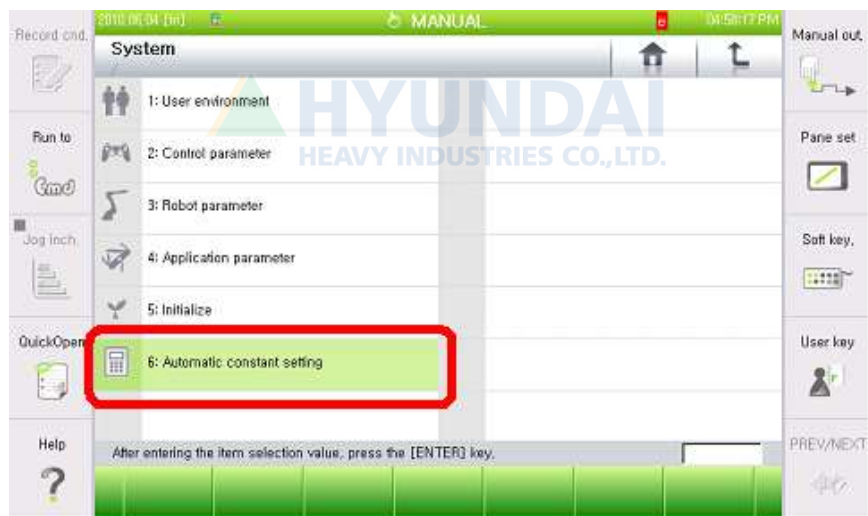 2010.06.04 [fri] MANUAL 04:58:17 PM
Record cnd.
Run to
Cmd
Jog inch.
QuickOpen
Help
System
1: User environment
2: Control parameter
3: Robot parameter
4: Application parameter
5: Initialize
6: Automatic constant setting
After entering the item selection value, press the [ENTER] key.
HYUNDAI
HEAVY INDUSTRIES CO.,LTD.
Manual out.
Pane set
Soft key.
User key
PREV/NEXT